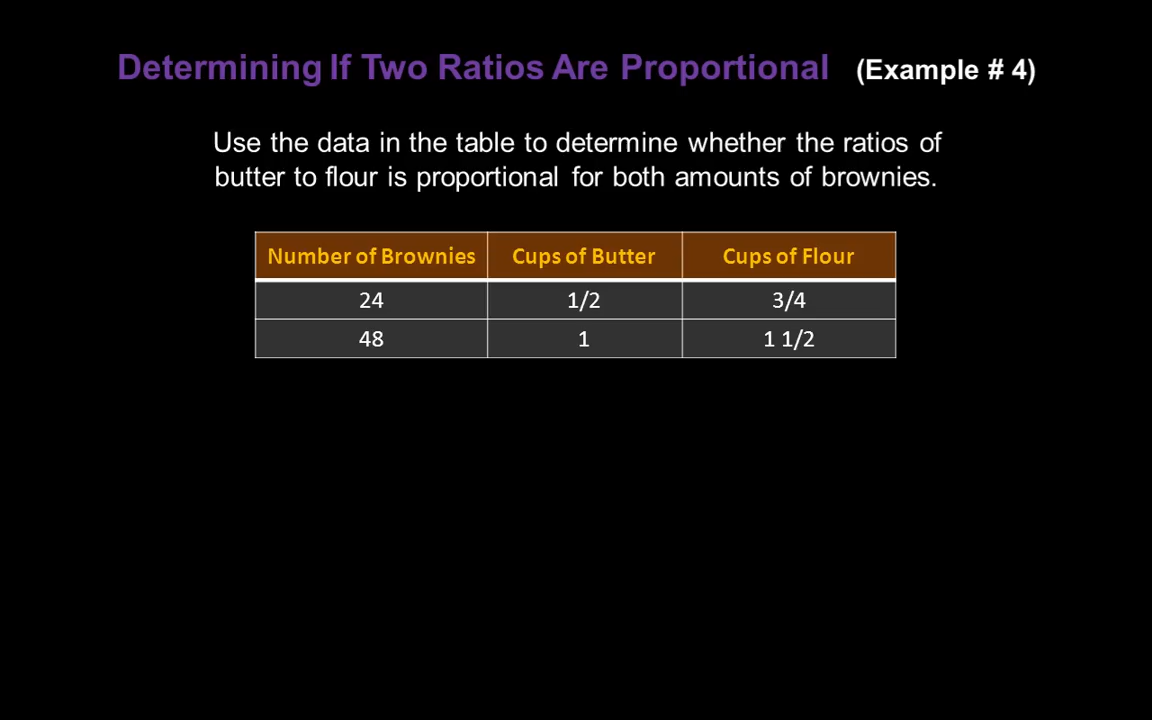 Determining If Two Ratios Are Proportional (Example # 4)
Use the data in the table to determine whether the ratios of
butter to flour is proportional for both amounts of brownies.
Number of Brownies Cups of Butter Cups of Flour
24 1/2 3/4
48 1 1 1/2